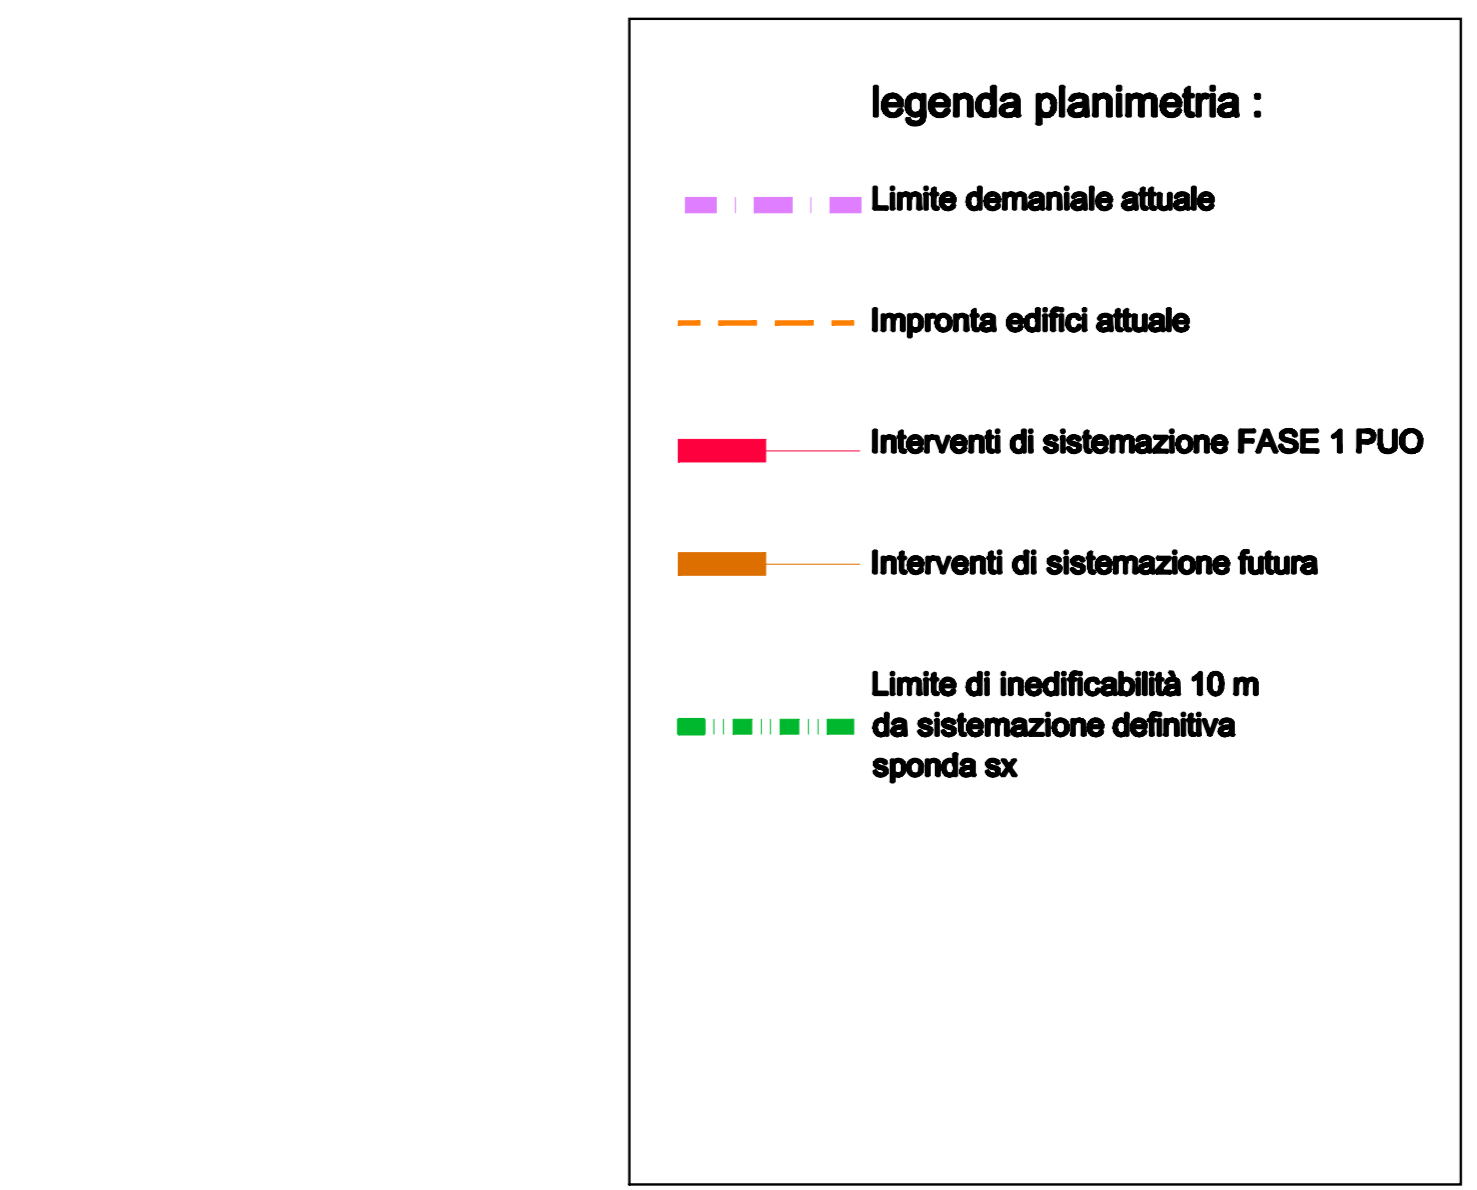 legenda planimetria :
Limite demaniale attuale
Impronta edifici attuale
Interventi di sistemazione FASE 1 PUO
Interventi di sistemazione futura
Limite di inedificabilità 10 m
da sistemazione definitiva
sponda sx